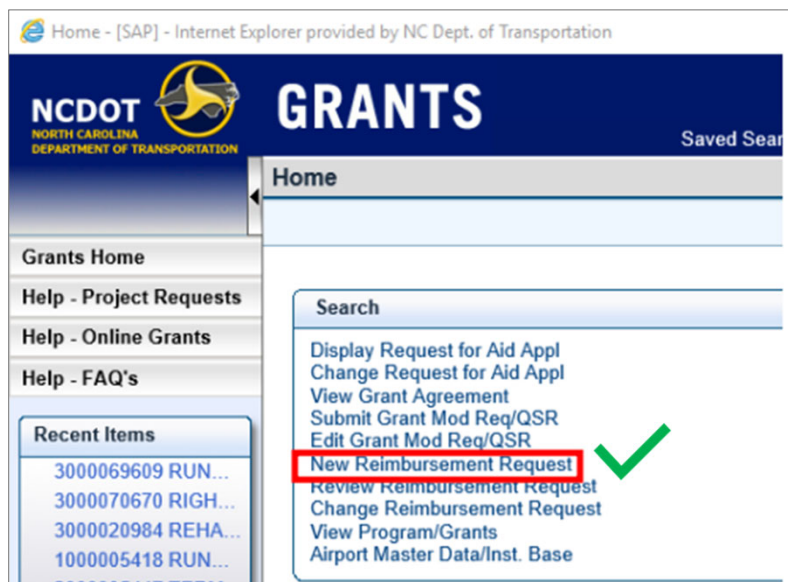 Home - [SAP] - Internet Explorer provided by NC Dept. of Transportation
NCDOT
NORTH CAROLINA
DEPARTMENT OF TRANSPORTATION
GRANTS
Saved Sear
Home
Grants Home
Help - Project Requests
Help - Online Grants
Help - FAQ's
Recent Items
3000069609 RUN...
3000070670 RIGH...
3000020984 REHA...
1000005418 RUN...
Search
Display Request for Aid Appl
Change Request for Aid Appl
View Grant Agreement
Submit Grant Mod Req/QSR
Edit Grant Mod Req/QSR
New Reimbursement Request
Review Reimbursement Request
Change Reimbursement Request
View Program/Grants
Airport Master Data/Inst. Base